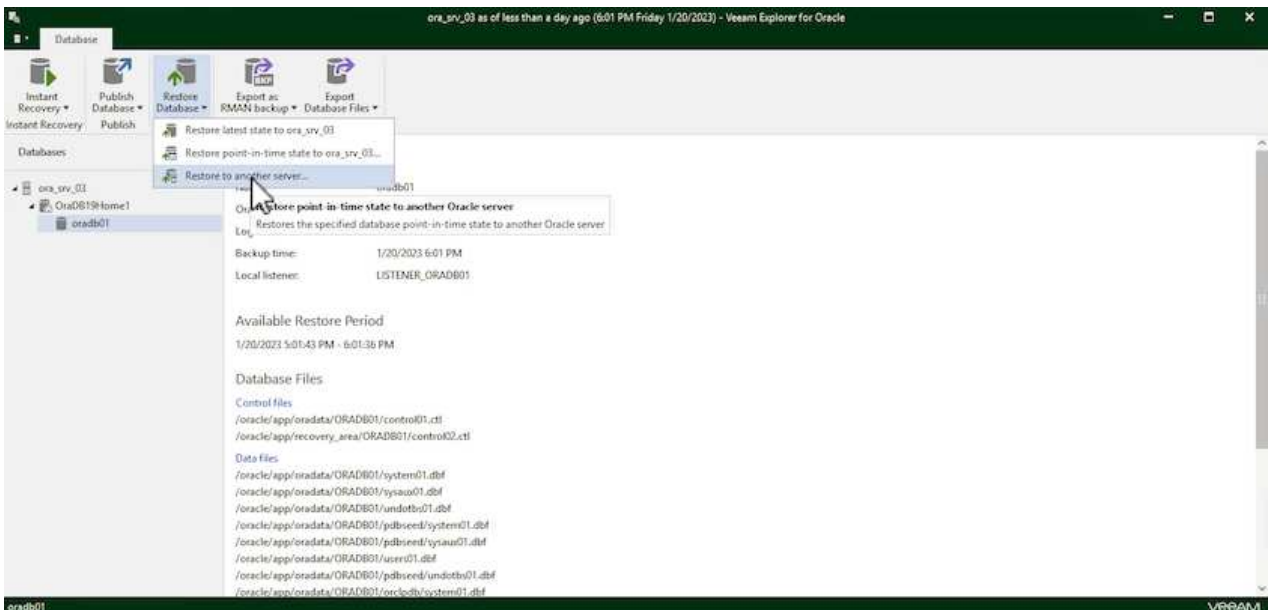 ora_srv_03 as of less than a day ago (6:01 PM Friday 1/20/2023) - Veeam Explorer for Oracle
Database
Instant Recovery
Publish Database
Restore Database
Export as RMAN backup
Export Database Files
Instant Recovery
Publish
Restore latest state to ora_srv_03
Restore point-in-time state to ora_srv_03...
Restore to another server...
Databases
ora_srv_03
OraDB19Home1
oradb01
oradb01
Restore point-in-time state to another Oracle server
Restores the specified database point-in-time state to another Oracle server
Backup time: 1/20/2023 6:01 PM
Local listener: LISTENER_ORADB01
Available Restore Period
1/20/2023 5:01:43 PM - 6:01:36 PM
Database Files
Control files
/oracle/app/oradata/ORADB01/control01.ctl
/oracle/app/recovery_area/ORADB01/control02.ctl
Data files
/oracle/app/oradata/ORADB01/system01.dbf
/oracle/app/oradata/ORADB01/sysaux01.dbf
/oracle/app/oradata/ORADB01/undotbs01.dbf
/oracle/app/oradata/ORADB01/pdbseed/system01.dbf
/oracle/app/oradata/ORADB01/pdbseed/sysaux01.dbf
/oracle/app/oradata/ORADB01/users01.dbf
/oracle/app/oradata/ORADB01/pdbseed/undotbs01.dbf
/oracle/app/oradata/ORADB01/orclpdb/system01.dbf
oradb01
VEEAM